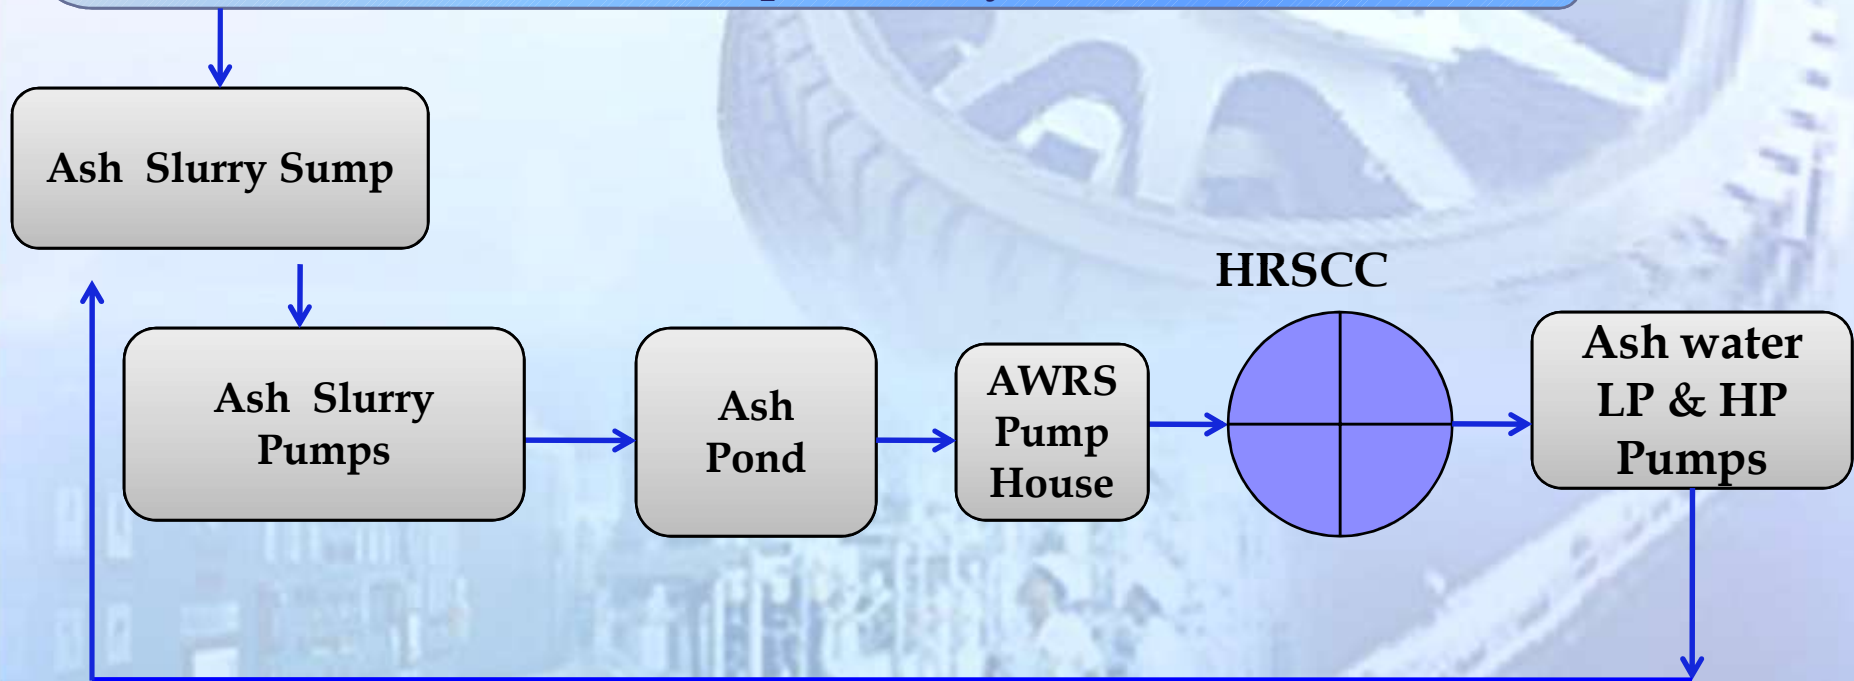 Ash Slurry Sump
HRSCC
Ash Slurry
Pumps
Ash
Pond
AWRS
Pump
House
Ash water
LP & HP
Pumps